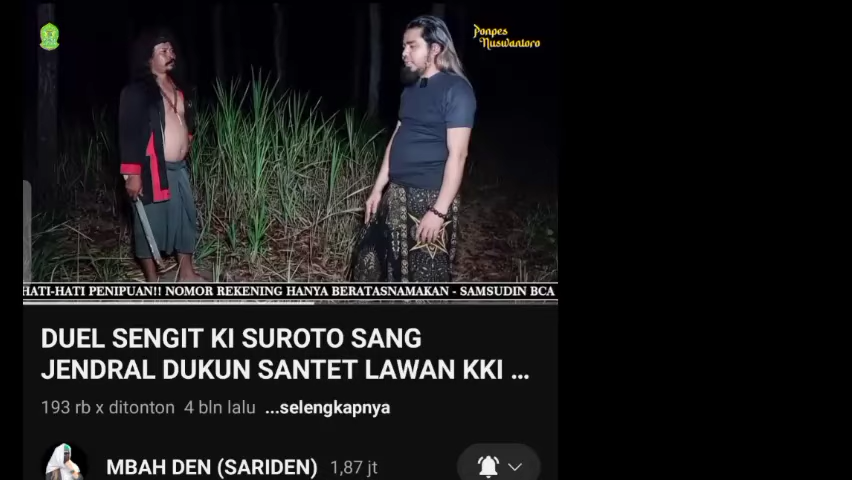 Ponpes
Nuswantoro
HATI-HATI PENIPUAN!! NOMOR REKENING HANYA BERATASNAMAKAN - SAMSUDIN BCA
DUEL SENGIT KI SUROTO SANG
JENDRAL DUKUN SANTET LAWAN KKI ...
193 rb x ditonton 4 bln lalu ...selengkapnya
MBAH DEN (SARIDEN) 1,87 jt